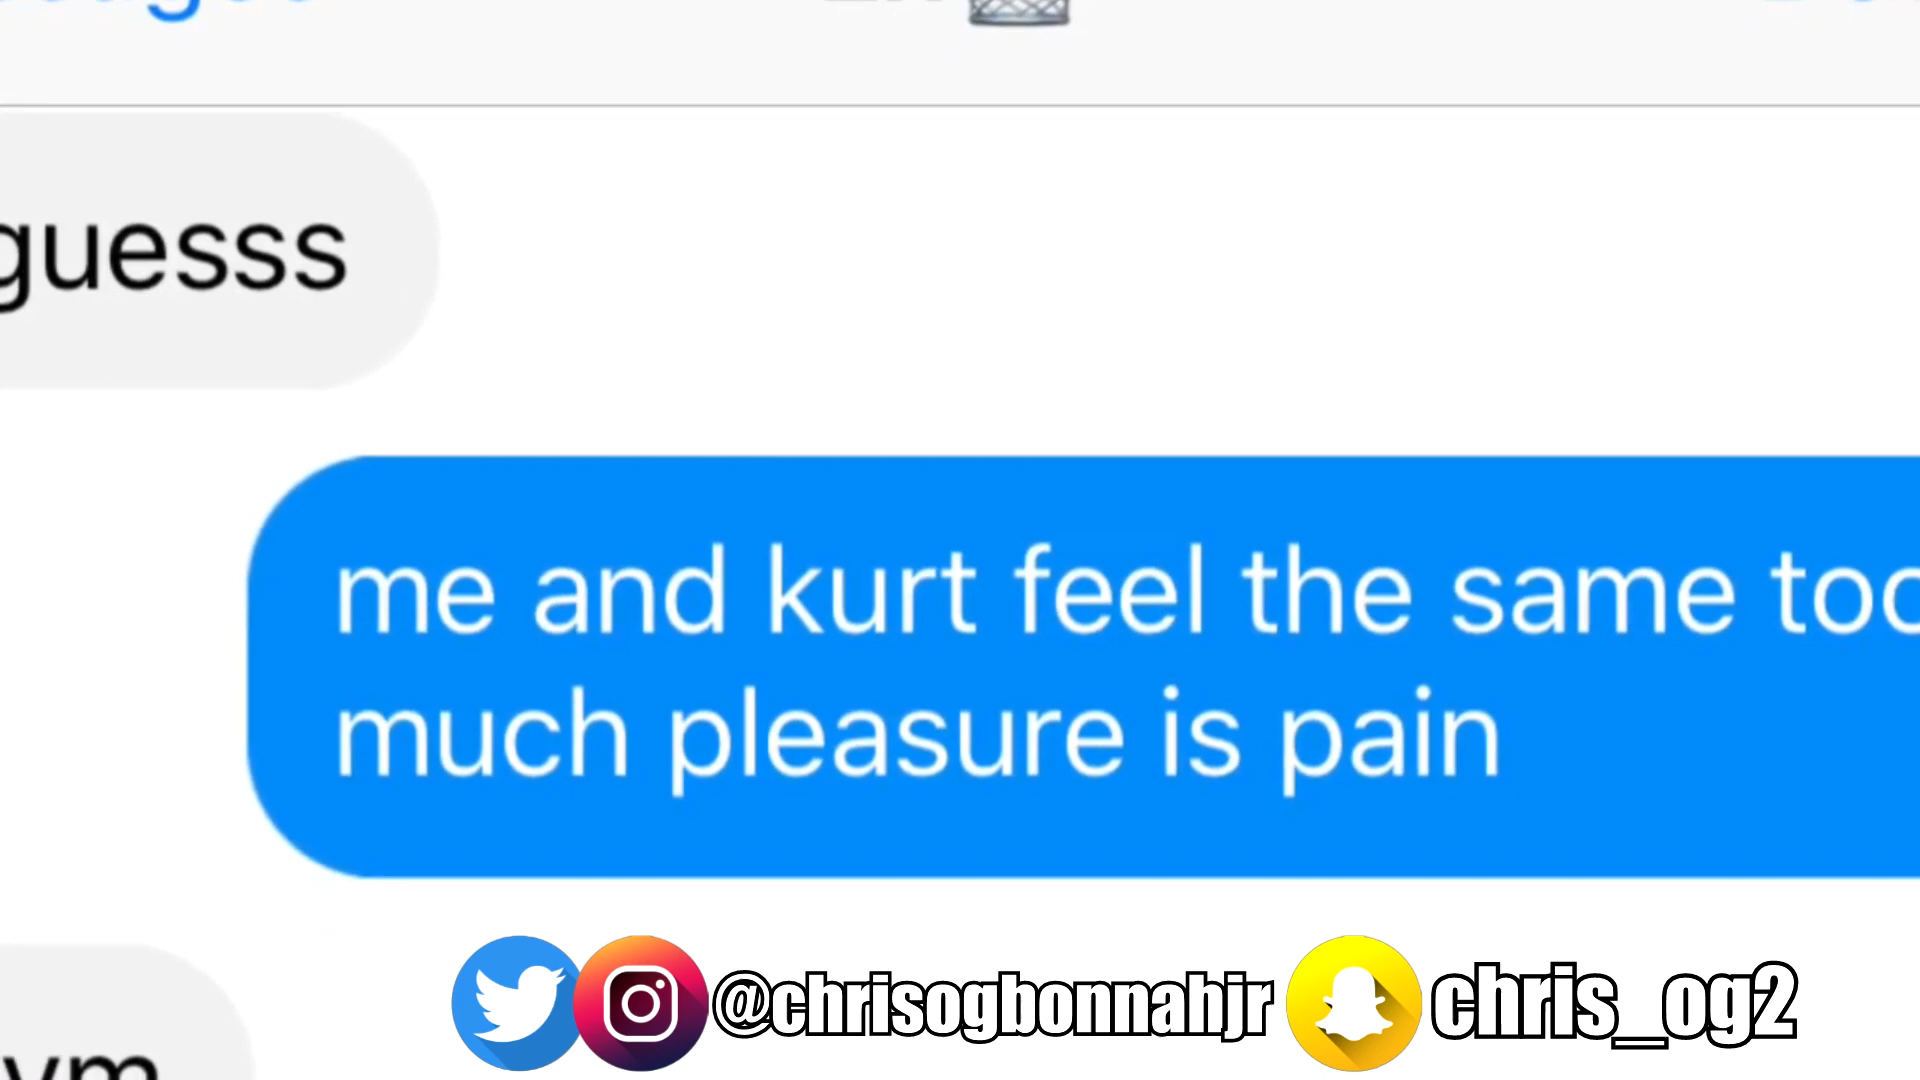 guesss
me and kurt feel the same too
much pleasure is pain
@chrisogbonnahjr chris_og2